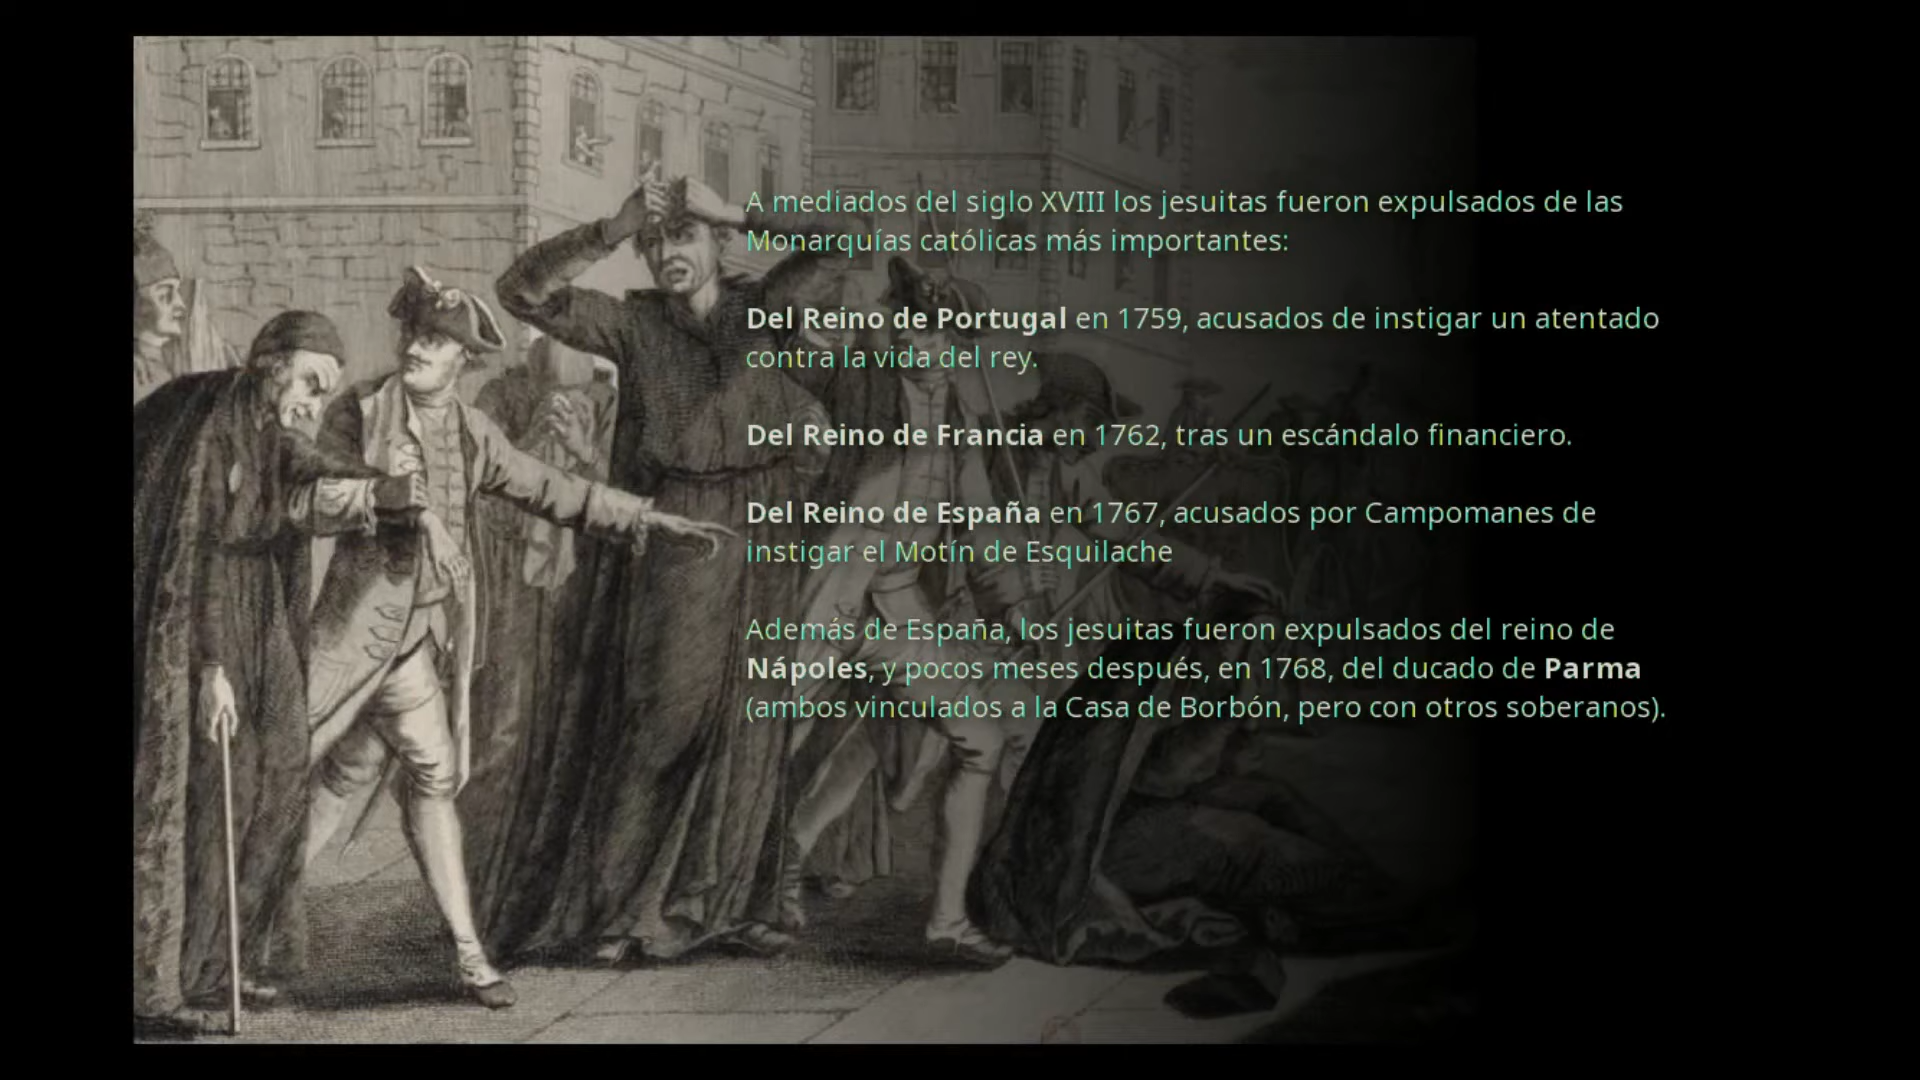 A mediados del siglo XVIII los jesuitas fueron expulsados de las
Monarquías católicas más importantes:
Del Reino de Portugal en 1759, acusados de instigar un atentado
contra la vida del rey.
Del Reino de Francia en 1762, tras un escándalo financiero.
Del Reino de España en 1767, acusados por Campomanes de
instigar el Motín de Esquilache
Además de España, los jesuitas fueron expulsados del reino de
Nápoles, y pocos meses después, en 1768, del ducado de Parma
(ambos vinculados a la Casa de Borbón, pero con otros soberanos).